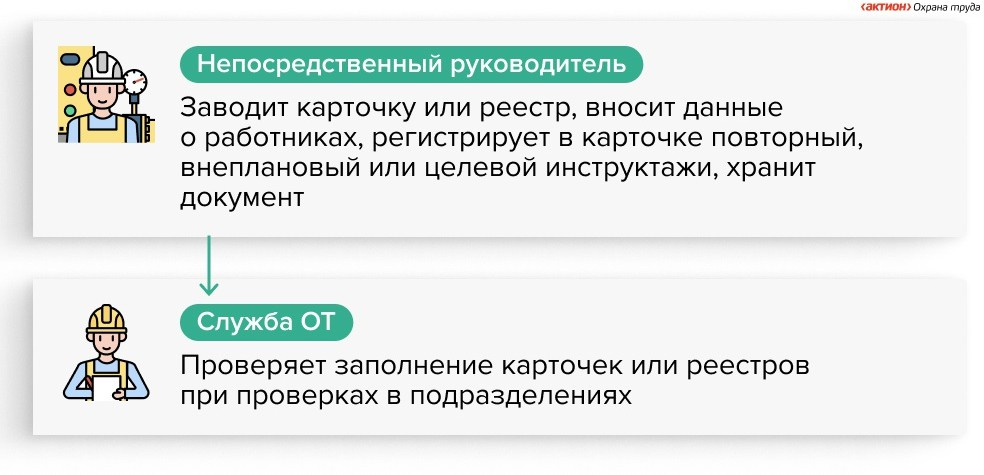 ‹актион› Охрана труда
Непосредственный руководитель
Заводит карточку или реестр, вносит данные
о работниках, регистрирует в карточке повторный,
внеплановый или целевой инструктажи, хранит
документ
Служба ОТ
Проверяет заполнение карточек или реестров
при проверках в подразделениях